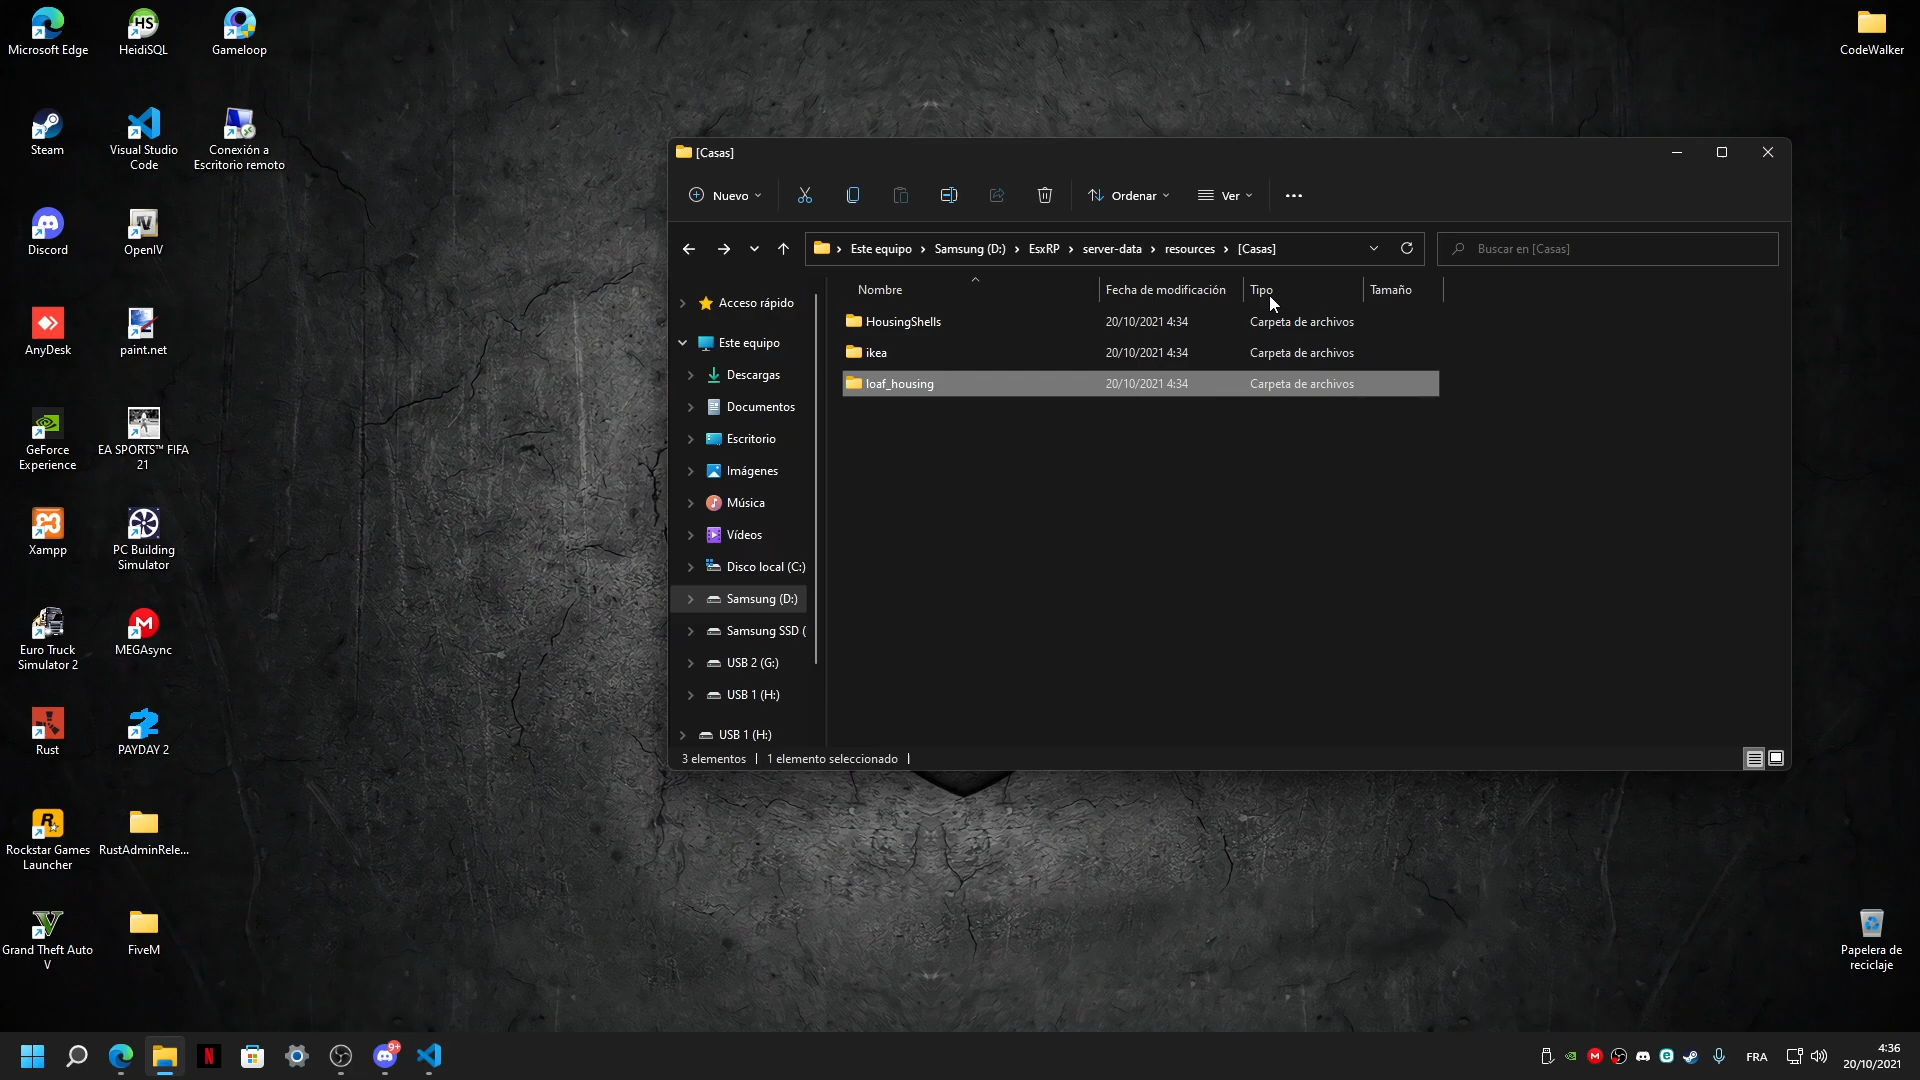 Microsoft Edge
HeidiSQL
Gameloop
CodeWalker
Steam
Visual Studio
Code
Conexión a
Escritorio remoto
Discord
OpenIV
AnyDesk
paint.net
GeForce
Experience
EA SPORTS™ FIFA
21
Xampp
PC Building
Simulator
Euro Truck
Simulator 2
MEGAsync
Rust
PAYDAY 2
Rockstar Games
Launcher
RustAdminRele...
Grand Theft Auto
V
FiveM
Papelera de
reciclaje
[Casas]
Nuevo
Ordenar
Ver
Este equipo
Samsung (D:)
EsxRP
server-data
resources
[Casas]
Buscar en [Casas]
Nombre
Fecha de modificación
Tipo
Tamaño
HousingShells
20/10/2021 4:34
Carpeta de archivos
ikea
20/10/2021 4:34
Carpeta de archivos
loaf_housing
20/10/2021 4:34
Carpeta de archivos
Acceso rápido
Este equipo
Descargas
Documentos
Escritorio
Imágenes
Música
Vídeos
Disco local (C:)
Samsung (D:)
Samsung SSD (
USB 2 (G:)
USB 1 (H:)
USB 1 (H:)
3 elementos
1 elemento seleccionado
9+
FRA
4:36
20/10/2021